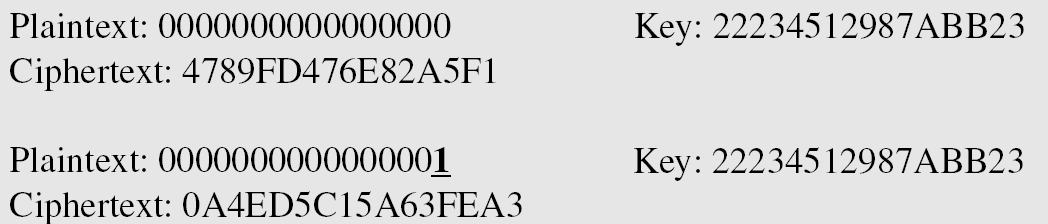 Plaintext: 0000000000000000 Key: 22234512987ABB23
Ciphertext: 4789FD476E82A5F1
Plaintext: 0000000000000001 Key: 22234512987ABB23
Ciphertext: 0A4ED5C15A63FEA3